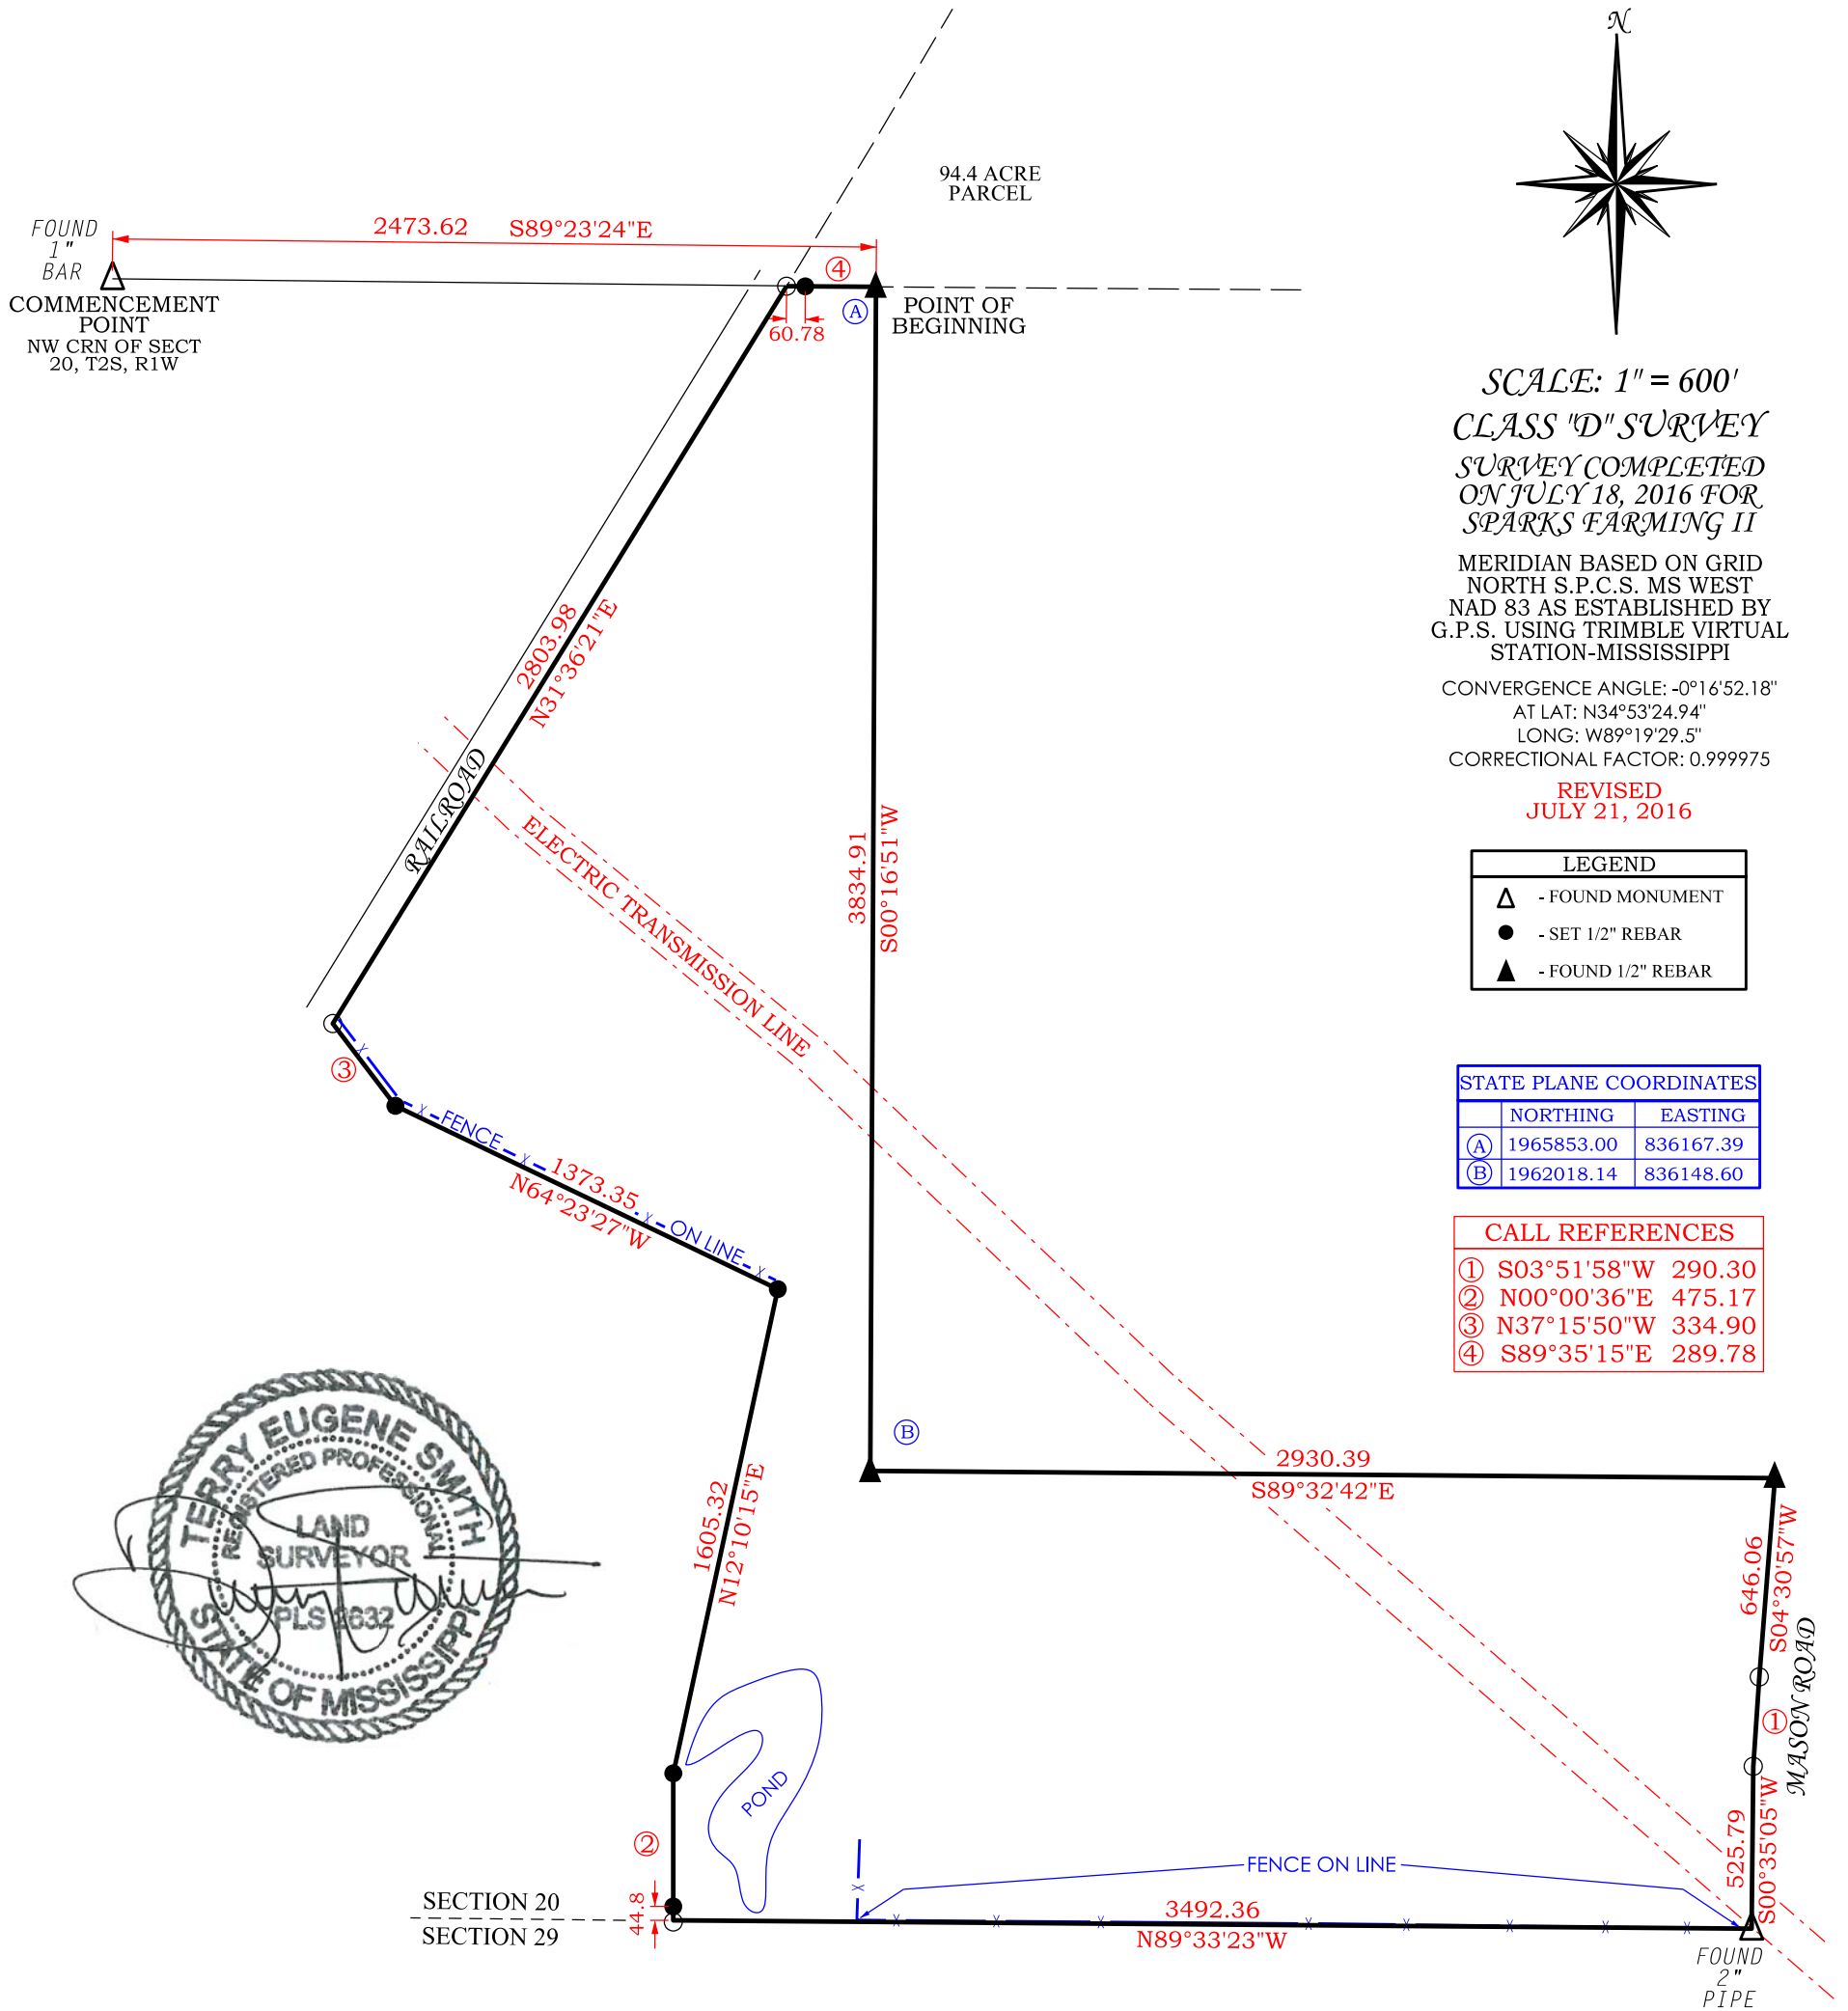 N
94.4 ACRE
PARCEL
FOUND
1"
BAR
2473.62 S89°23'24"E
④
COMMENCEMENT
POINT
NW CRN OF SECT
20, T2S, R1W
A
60.78
POINT OF
BEGINNING
SCALE: 1" = 600'
CLASS "D" SURVEY
SURVEY COMPLETED
ON JULY 18, 2016 FOR
SPARKS FARMING II
MERIDIAN BASED ON GRID
NORTH S.P.C.S. MS WEST
NAD 83 AS ESTABLISHED BY
G.P.S. USING TRIMBLE VIRTUAL
STATION-MISSISSIPPI
CONVERGENCE ANGLE: -0°16'52.18"
AT LAT: N34°53'24.94"
LONG: W89°19'29.5"
CORRECTIONAL FACTOR: 0.999975
REVISED
JULY 21, 2016
2803.98
N31°36'21"E
RAILROAD
ELECTRIC TRANSMISSION LINE
3834.91
S00°16'51"W
LEGEND
- FOUND MONUMENT
- SET 1/2" REBAR
- FOUND 1/2" REBAR
③
FENCE
1373.35
N64°23'27"W
ON LINE
STATE PLANE COORDINATES
NORTHING EASTING
A 1965853.00 836167.39
B 1962018.14 836148.60
CALL REFERENCES
① S03°51'58"W 290.30
② N00°00'36"E 475.17
③ N37°15'50"W 334.90
④ S89°35'15"E 289.78
B
2930.39
S89°32'42"E
TERRY EUGENE SMITH
REGISTERED PROFESSIONAL
LAND
SURVEYOR
PLS 2632
STATE OF MISSISSIPPI
1605.32
N12°10'15"E
646.06
S04°30'57"W
①
MASON ROAD
525.79
S00°35'05"W
POND
②
44.8
SECTION 20
SECTION 29
FENCE ON LINE
3492.36
N89°33'23"W
FOUND
2"
PIPE